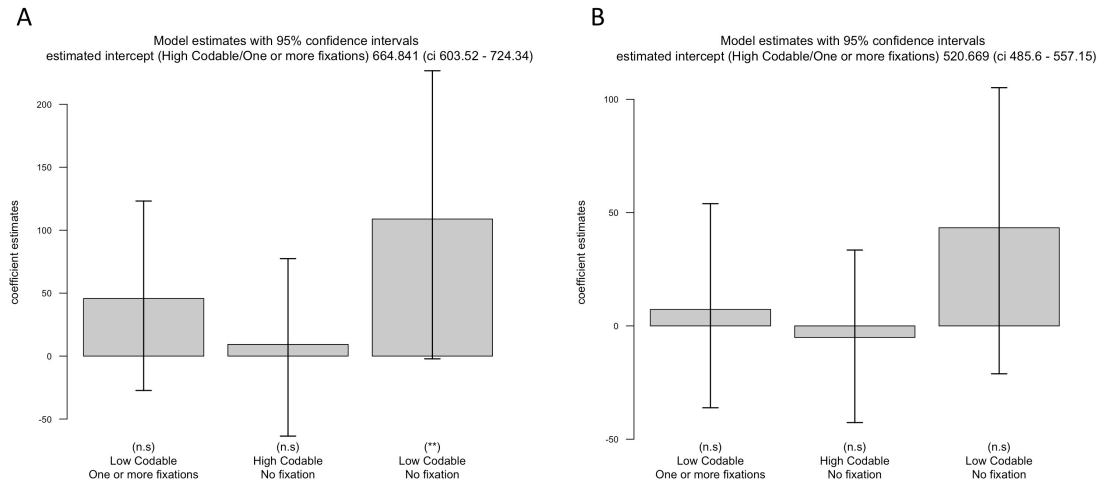 A
Model estimates with 95% confidence intervals
estimated intercept (High Codable/One or more fixations) 664.841 (ci 603.52 - 724.34)
coefficient estimates
200
150
100
50
0
-50
(n.s)
Low Codable
One or more fixations
(n.s)
High Codable
No fixation
(**)
Low Codable
No fixation
B
Model estimates with 95% confidence intervals
estimated intercept (High Codable/One or more fixations) 520.669 (ci 485.6 - 557.15)
coefficient estimates
100
50
0
-50
(n.s)
Low Codable
One or more fixations
(n.s)
High Codable
No fixation
(n.s)
Low Codable
No fixation